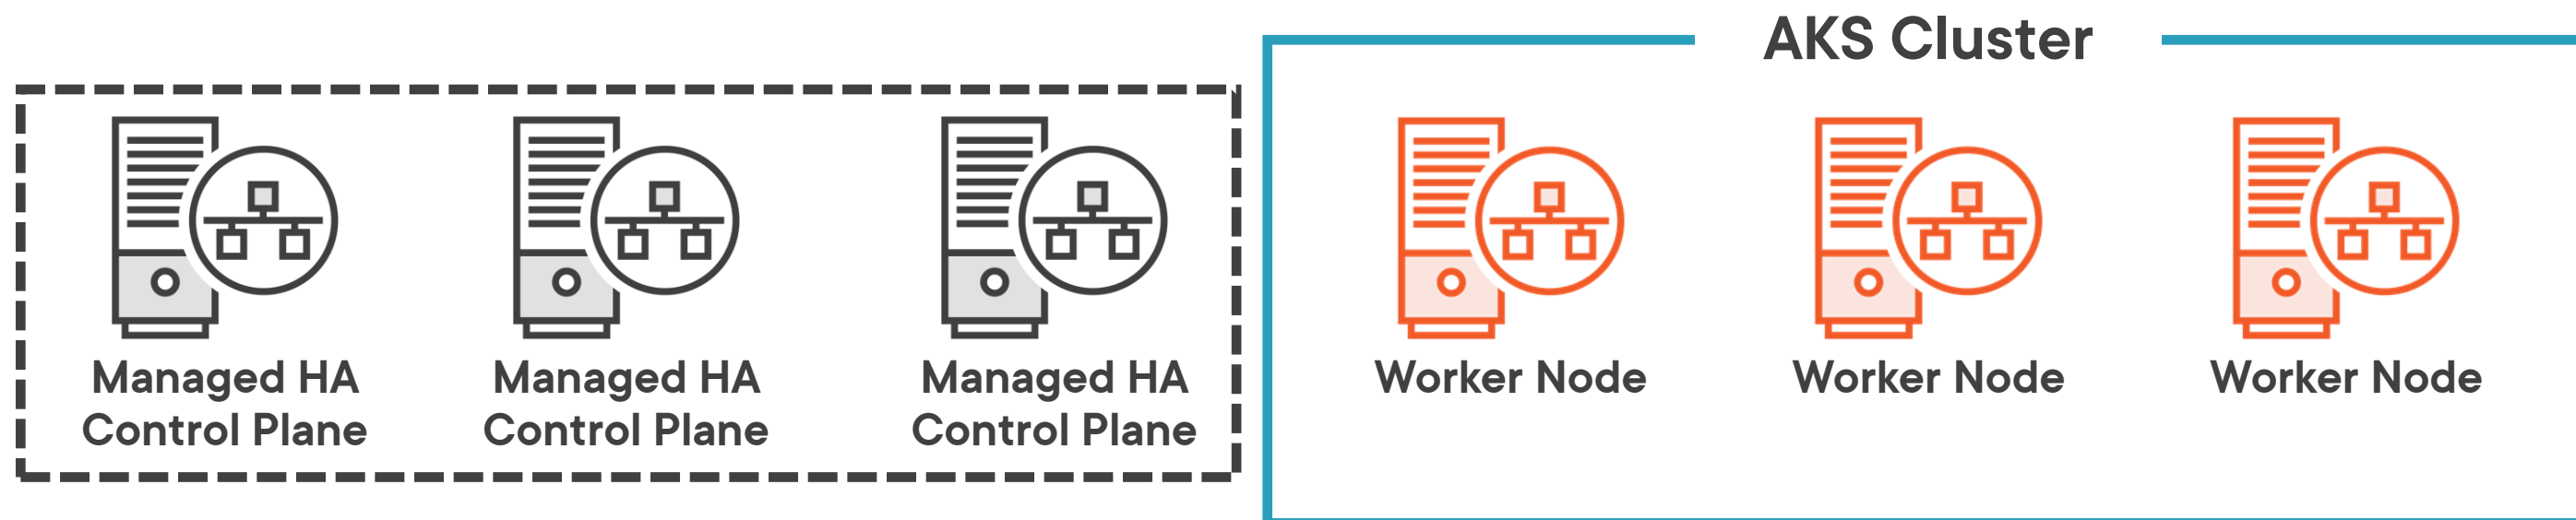 AKS Cluster
Managed HA
Control Plane
Managed HA
Control Plane
Managed HA
Control Plane
Worker Node
Worker Node
Worker Node